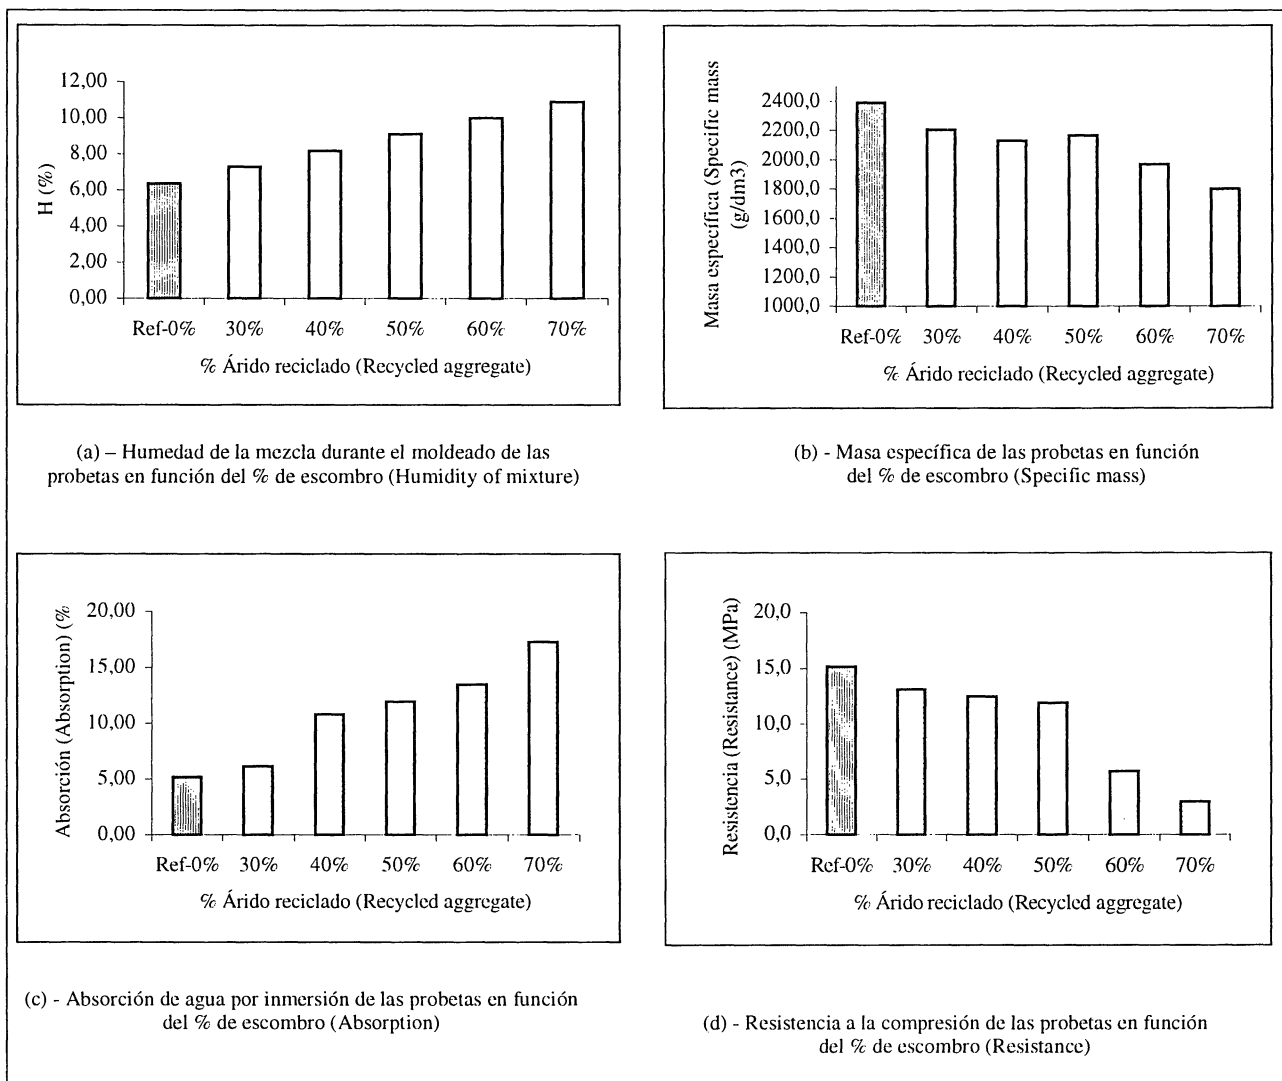 12,00
10,00
8,00
6,00
4,00
2,00
0,00
H (%)
Ref-0% 30% 40% 50% 60% 70%
% Árido reciclado (Recycled aggregate)
(a) – Humedad de la mezcla durante el moldeado de las
probetas en función del % de escombro (Humidity of mixture)
Masa específica (Specific mass
(g/dm3)
2400,0
2200,0
2000,0
1800,0
1600,0
1400,0
1200,0
1000,0
Ref-0% 30% 40% 50% 60% 70%
% Árido reciclado (Recycled aggregate)
(b) - Masa específica de las probetas en función
del % de escombro (Specific mass)
Absorción (Absorption) (%
20,00
15,00
10,00
5,00
0,00
Ref-0% 30% 40% 50% 60% 70%
% Árido reciclado (Recycled aggregate)
(c) - Absorción de agua por inmersión de las probetas en función
del % de escombro (Absorption)
Resistencia (Resistance) (MPa)
20,0
15,0
10,0
5,0
0,0
Ref-0% 30% 40% 50% 60% 70%
% Árido reciclado (Recycled aggregate)
(d) - Resistencia a la compresión de las probetas en función
del % de escombro (Resistance)